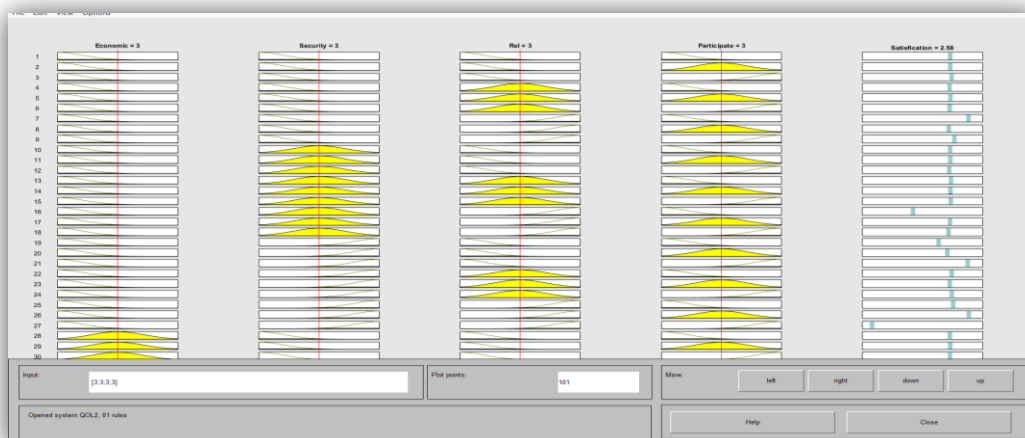 File Edit View Options
Economic = 3
Security = 3
Ral = 3
Participate = 3
Satisfication = 2.58
1
2
3
4
5
6
7
8
9
10
11
12
13
14
15
16
17
18
19
20
21
22
23
24
25
26
27
28
29
30
Input:
[3;3;3;3]
Plot points:
101
Move:
left
right
down
up
Opened system QOL2, 81 rules
Help
Close